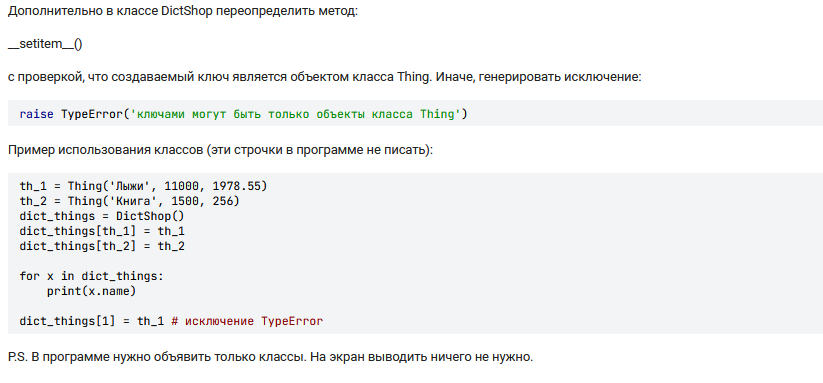 Дополнительно в классе DictShop переопределить метод:
__setitem__()
с проверкой, что создаваемый ключ является объектом класса Thing. Иначе, генерировать исключение:
raise TypeError('ключами могут быть только объекты класса Thing')
Пример использования классов (эти строчки в программе не писать):
th_1 = Thing('Лыжи', 11000, 1978.55)
th_2 = Thing('Книга', 1500, 256)
dict_things = DictShop()
dict_things[th_1] = th_1
dict_things[th_2] = th_2
for x in dict_things:
    print(x.name)
dict_things[1] = th_1 # исключение TypeError
P.S. В программе нужно объявить только классы. На экран выводить ничего не нужно.